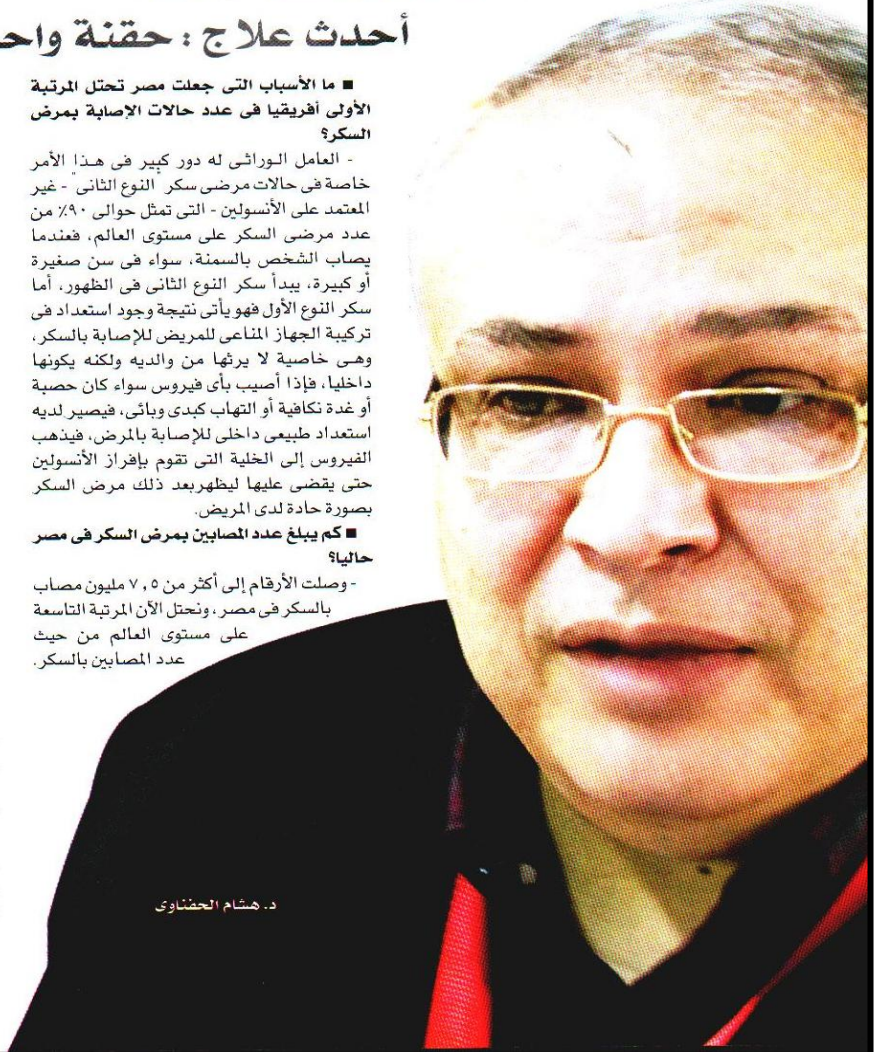 أحدث علاج : حقنة واحـ
■ ما الأسباب التى جعلت مصر تحتل المرتبة
الأولى أفريقيا فى عدد حالات الإصابة بمرض
السكر؟
- العامل الوراثى له دور كبير فى هذا الأمر
خاصة فى حالات مرضى سكر "النوع الثانى" - غير
المعتمد على الأنسولين - التى تمثل حوالى ٩٠٪ من
عدد مرضى السكر على مستوى العالم، فعندما
يصاب الشخص بالسمنة، سواء فى سن صغيرة
أو كبيرة، يبدأ سكر النوع الثانى فى الظهور، أما
سكر النوع الأول فهو يأتى نتيجة وجود استعداد فى
تركيبة الجهاز المناعى للمريض للإصابة بالسكر،
وهى خاصية لا يرثها من والديه ولكنه يكونها
داخليا، فإذا أصيب بأى فيروس سواء كان حصبة
أو غدة نكافية أو التهاب كبدى وبائى، فيصير لديه
استعداد طبيعى داخلى للإصابة بالمرض، فيذهب
الفيروس إلى الخلية التى تقوم بإفراز الأنسولين
حتى يقضى عليها ليظهربعد ذلك مرض السكر
بصورة حادة لدى المريض.
■ كم يبلغ عدد المصابين بمرض السكر فى مصر
حاليا؟
- وصلت الأرقام إلى أكثر من ٧,٥ مليون مصاب
بالسكر فى مصر، ونحتل الآن المرتبة التاسعة
على مستوى العالم من حيث
عدد المصابين بالسكر.
د. هشام الحفناوى